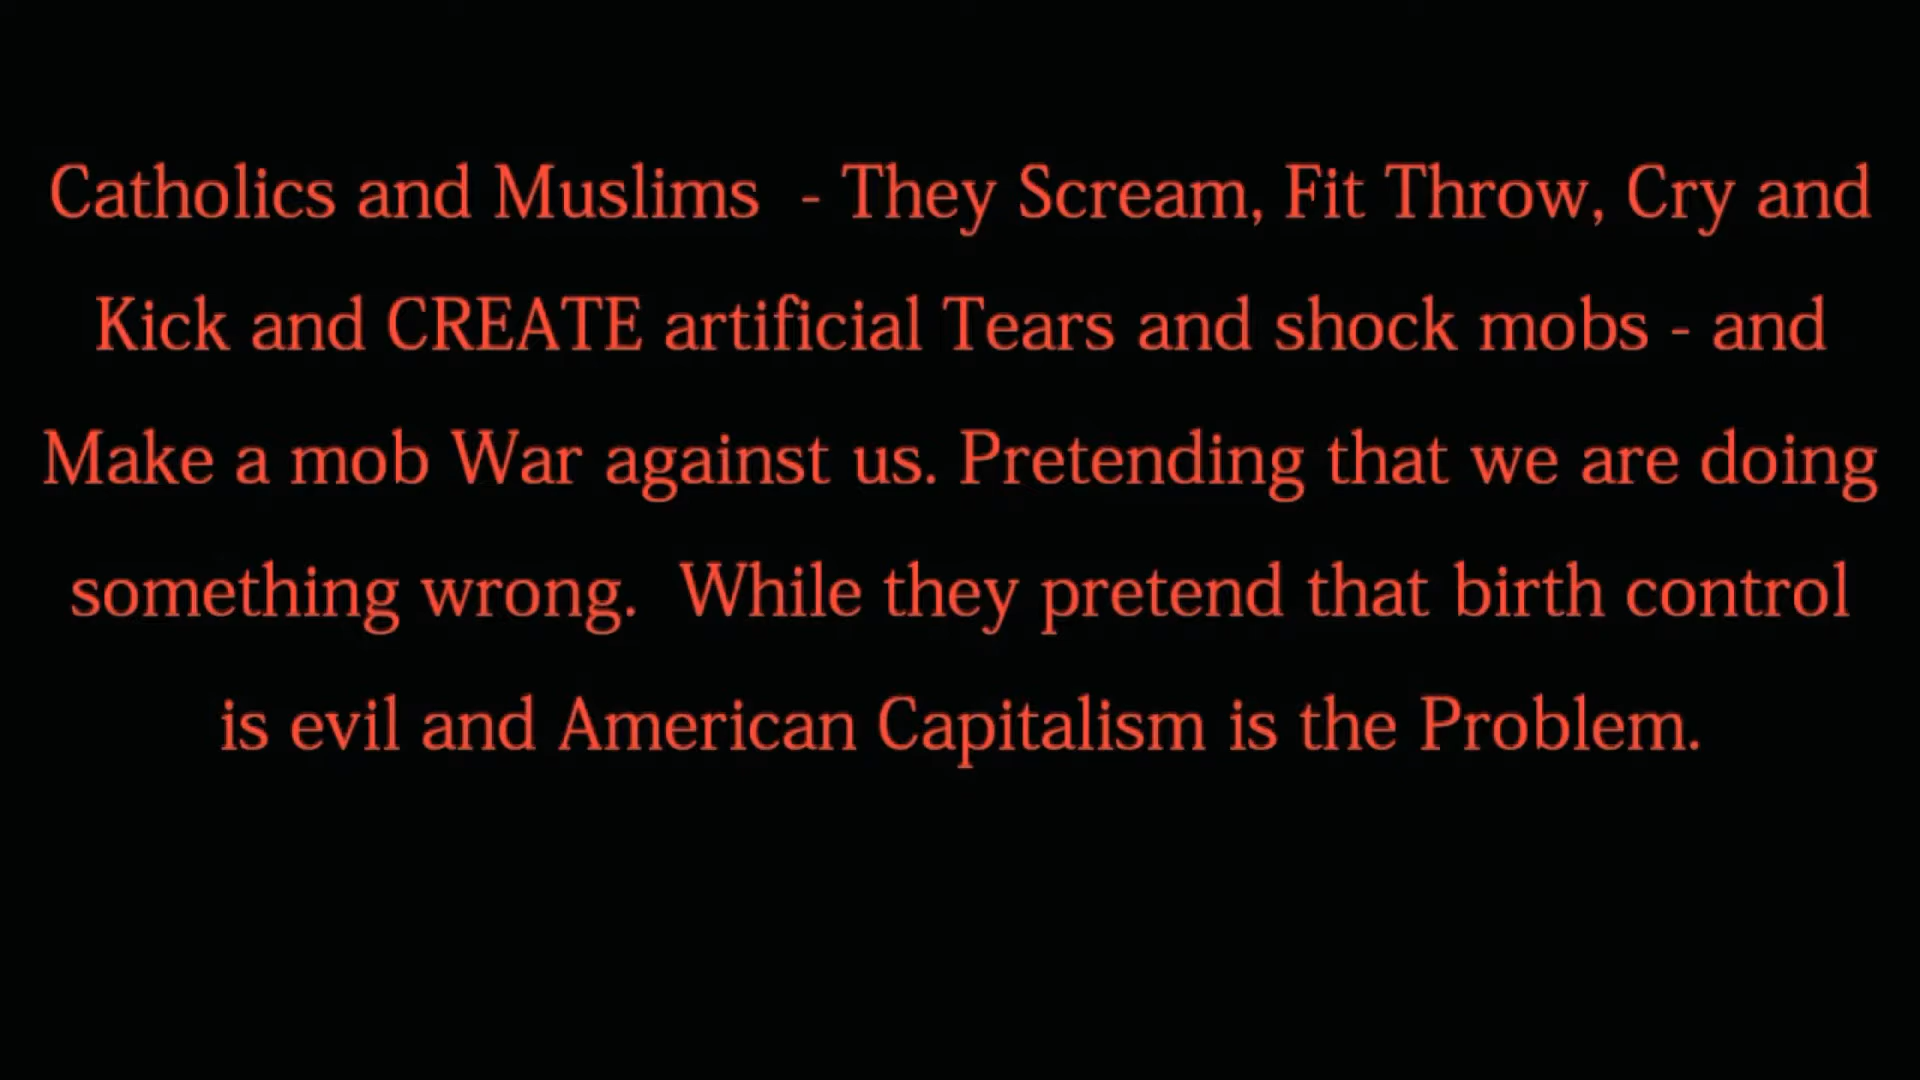 Catholics and Muslims  - They Scream, Fit Throw, Cry and
Kick and CREATE artificial Tears and shock mobs - and
Make a mob War against us. Pretending that we are doing
something wrong.  While they pretend that birth control
is evil and American Capitalism is the Problem.